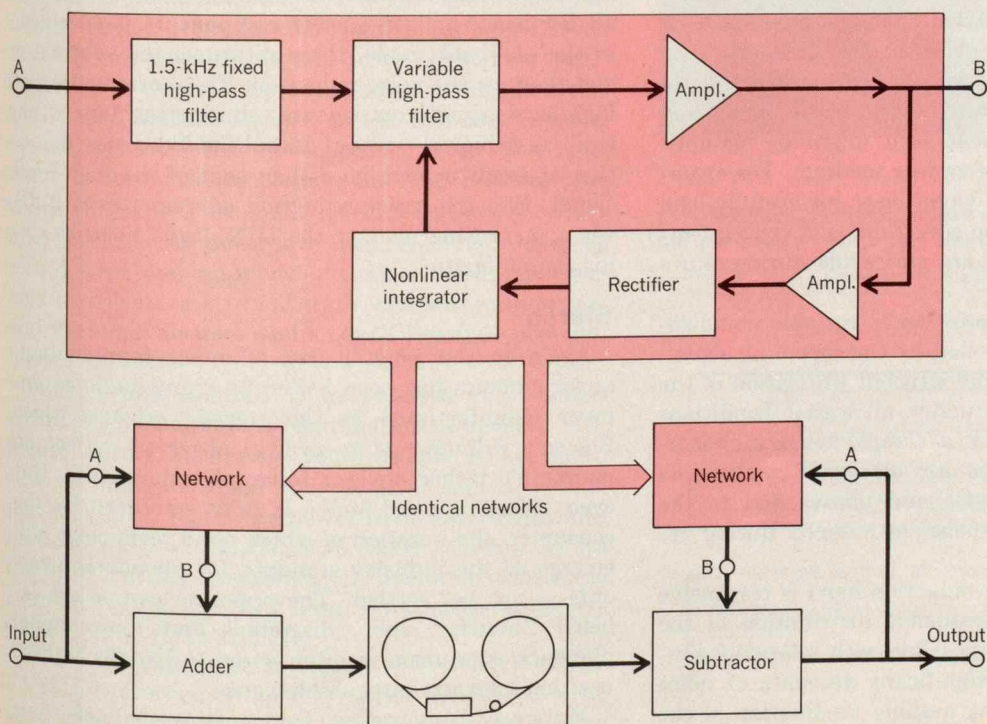 A
1.5-kHz fixed
high-pass
filter
Variable
high-pass
filter
Ampl.
B
Nonlinear
integrator
Rectifier
Ampl.
A
Network
Identical networks
Network
A
B
B
Input
Adder
Subtractor
Output